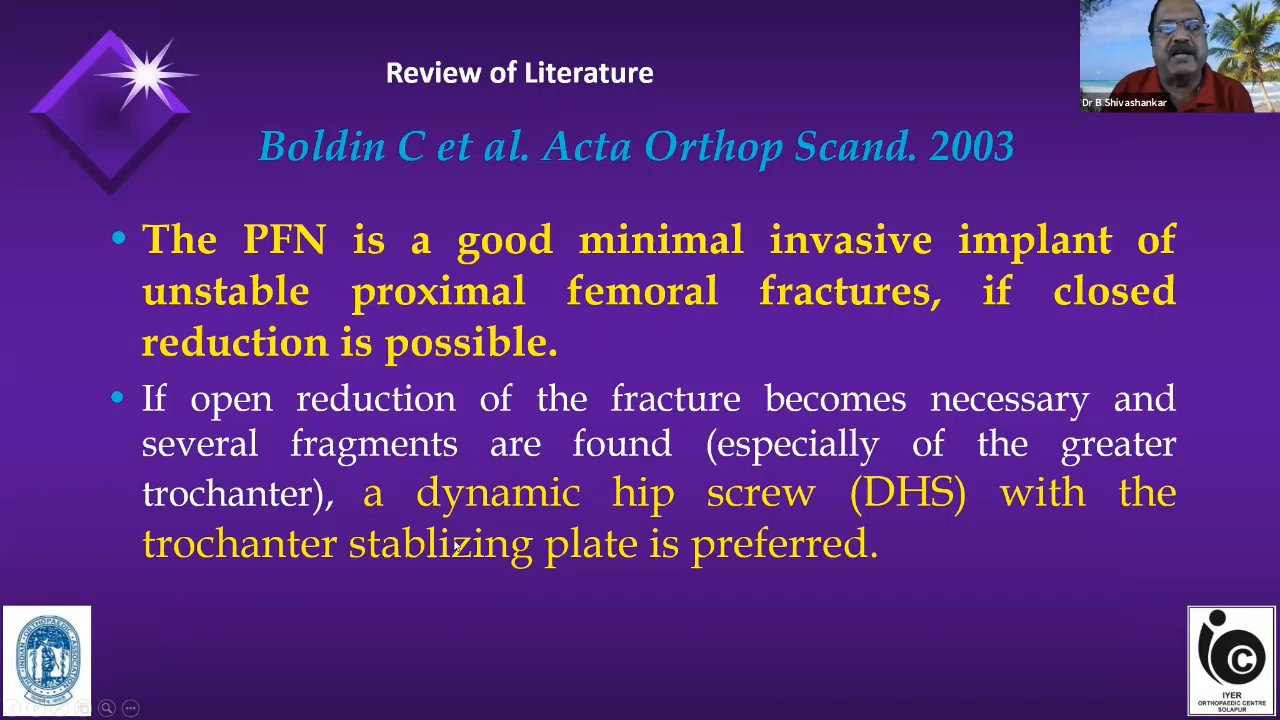 Review of Literature
Dr B Shivashankar
Boldin C et al. Acta Orthop Scand. 2003
• The PFN is a good minimal invasive implant of
unstable proximal femoral fractures, if closed
reduction is possible.
• If open reduction of the fracture becomes necessary and
several fragments are found (especially of the greater
trochanter), a dynamic hip screw (DHS) with the
trochanter stablizing plate is preferred.
INDIAN ORTHOPAEDIC ASSOCIATION
IYER
ORTHOPAEDIC CENTRE
SOLAPUR